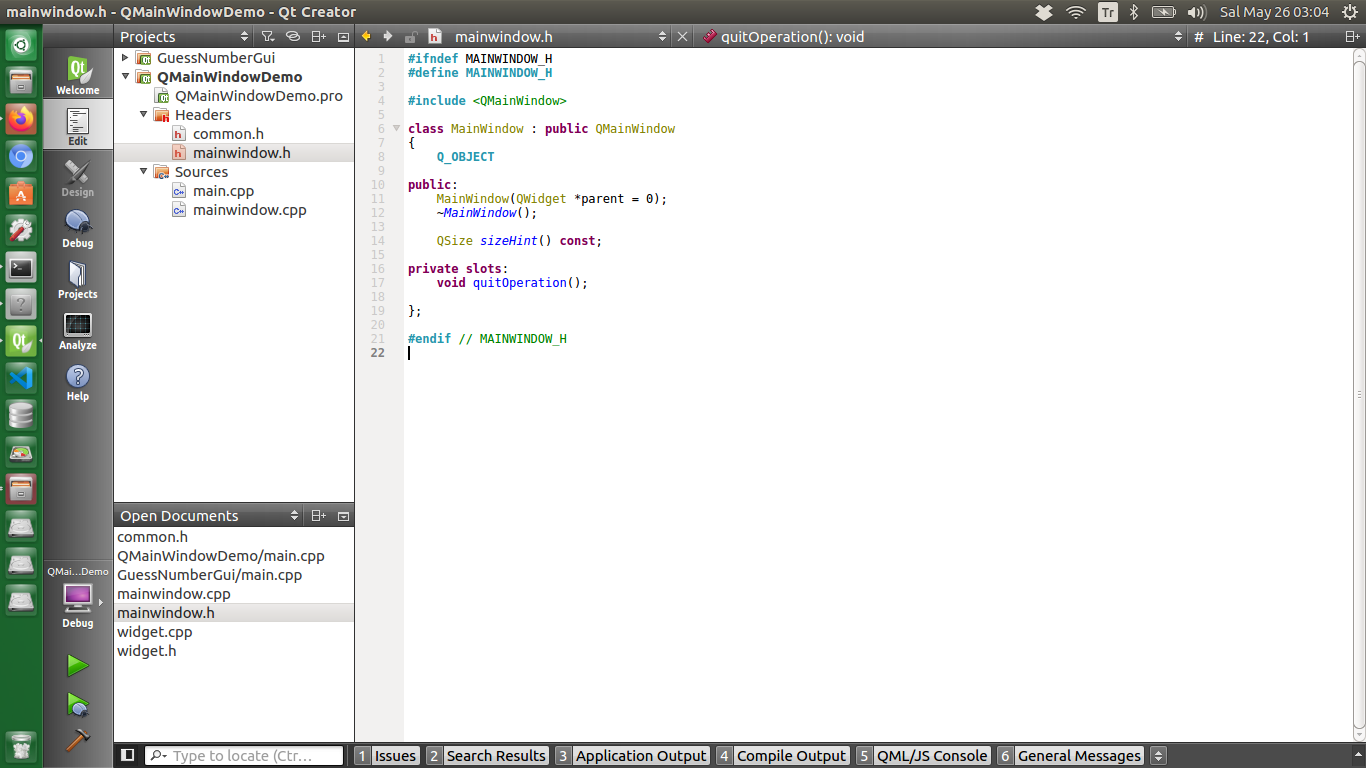 mainwindow.h - QMainWindowDemo - Qt Creator
Tr
Sal May 26 03:04
Projects
mainwindow.h
quitOperation(): void
# Line: 22, Col: 1
Welcome
Edit
Design
Debug
Projects
Analyze
Help
QMai...Demo
Debug
GuessNumberGui
QMainWindowDemo
QMainWindowDemo.pro
Headers
common.h
mainwindow.h
Sources
main.cpp
mainwindow.cpp
Open Documents
common.h
QMainWindowDemo/main.cpp
GuessNumberGui/main.cpp
mainwindow.cpp
mainwindow.h
widget.cpp
widget.h
1 #ifndef MAINWINDOW_H
2 #define MAINWINDOW_H
3
4 #include <QMainWindow>
5
6 class MainWindow : public QMainWindow
7 {
8 Q_OBJECT
9
10 public:
11 MainWindow(QWidget *parent = 0);
12 ~MainWindow();
13
14 QSize sizeHint() const;
15
16 private slots:
17 void quitOperation();
18
19 };
20
21 #endif // MAINWINDOW_H
22
Type to locate (Ctr...
1 Issues
2 Search Results
3 Application Output
4 Compile Output
5 QML/JS Console
6 General Messages